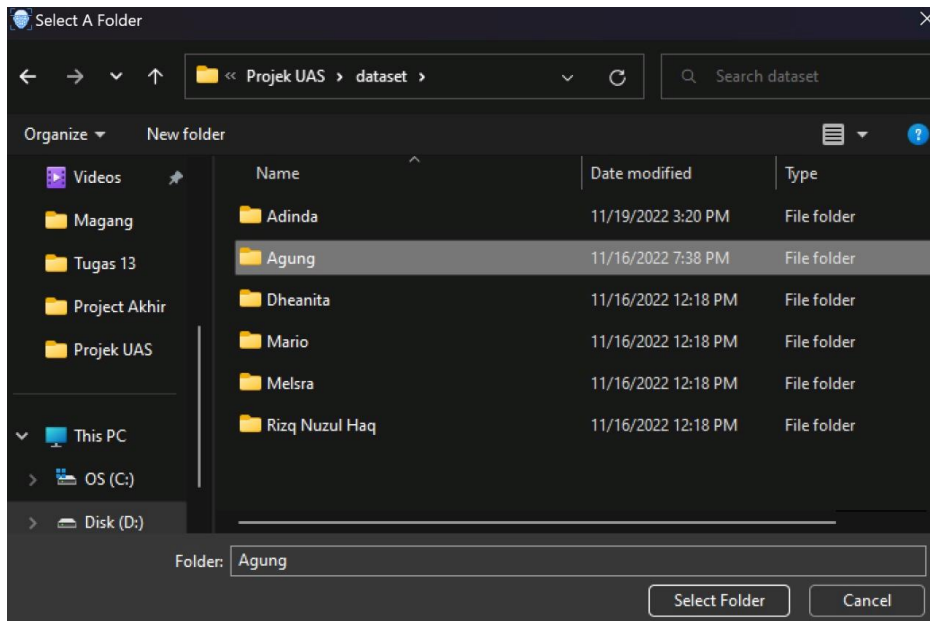 Select A Folder
« Projek UAS › dataset ›
Search dataset
Organize New folder
Name Date modified Type
Videos
Magang
Tugas 13
Project Akhir
Projek UAS
This PC
OS (C:)
Disk (D:)
Adinda 11/19/2022 3:20 PM File folder
Agung 11/16/2022 7:38 PM File folder
Dheanita 11/16/2022 12:18 PM File folder
Mario 11/16/2022 12:18 PM File folder
Melsra 11/16/2022 12:18 PM File folder
Rizq Nuzul Haq 11/16/2022 12:18 PM File folder
Folder: Agung
Select Folder Cancel